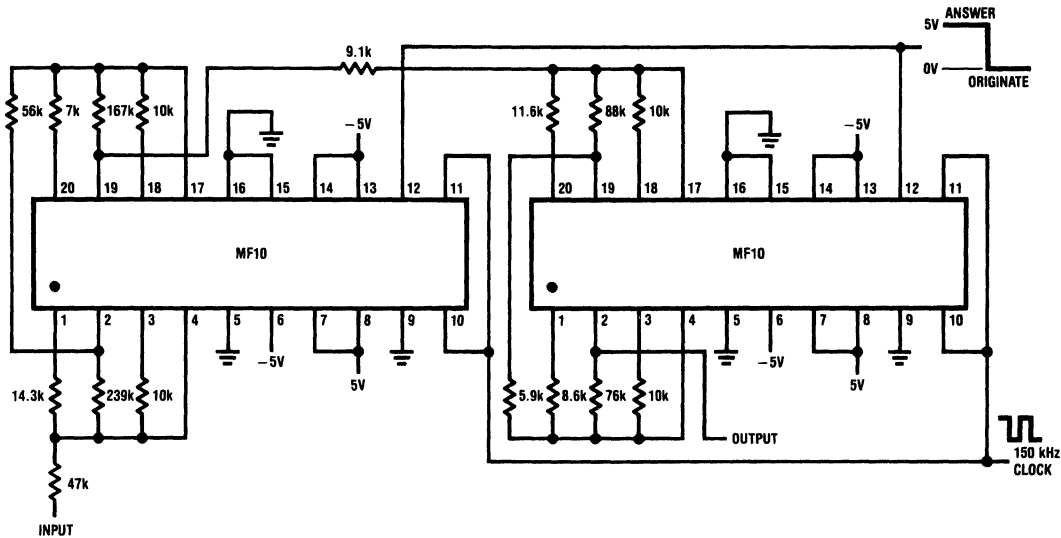 ANSWER
5V
0V
ORIGINATE
9.1k
56k
7k
167k
10k
11.6k
88k
10k
−5V
−5V
20
19
18
17
16
15
14
13
12
11
20
19
18
17
16
15
14
13
12
11
MF10
MF10
1
2
3
4
5
6
7
8
9
10
1
2
3
4
5
6
7
8
9
10
−5V
5V
−5V
5V
14.3k
239k
10k
5.9k
8.6k
76k
10k
OUTPUT
150 kHz
CLOCK
47k
INPUT